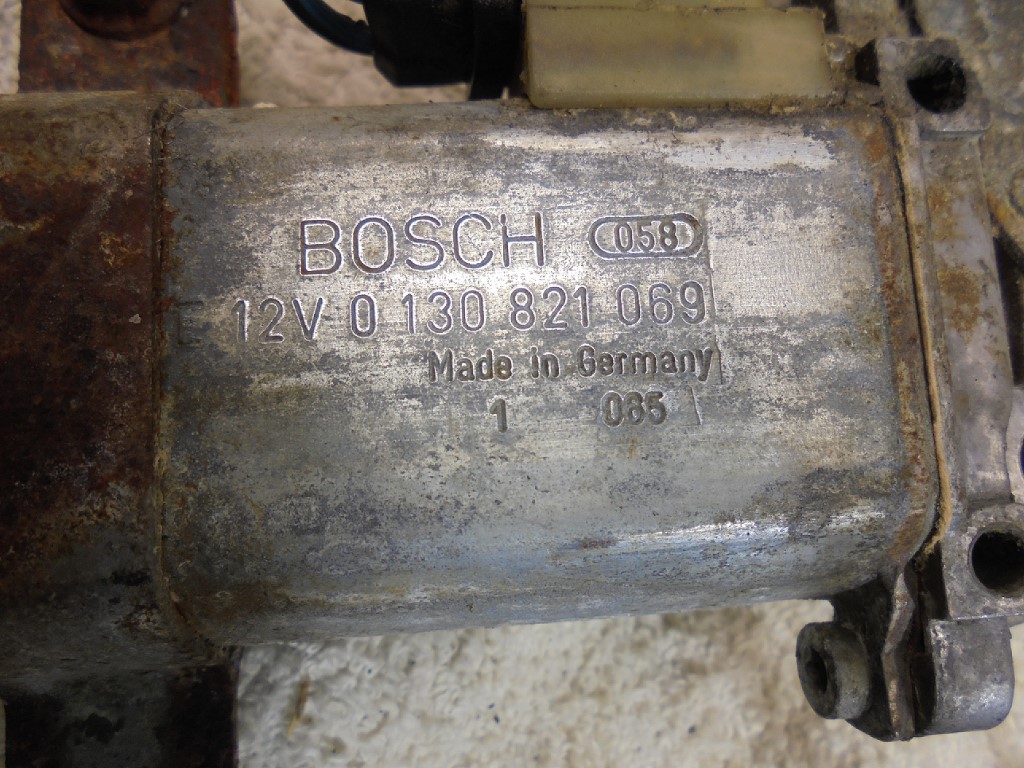 BOSCH 058
E 12V 0 130 821 069
Made in Germany
1 065